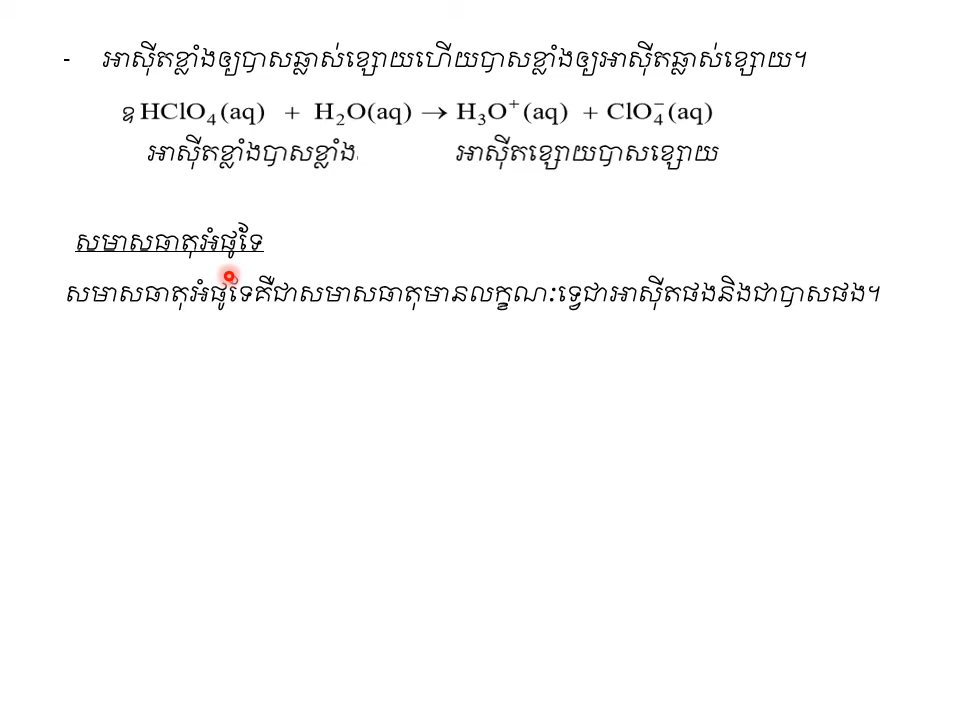 - អាស៊ីតខ្លាំងឲ្យបាសឆ្លាស់ខ្សោយហើយបាសខ្លាំងឲ្យអាស៊ីតឆ្លាស់ខ្សោយ។
ឧ HClO₄(aq) + H₂O(aq) → H₃O⁺(aq) + ClO₄⁻(aq)
អាស៊ីតខ្លាំងបាសខ្លាំង អាស៊ីតខ្សោយបាសខ្សោយ
សមាសធាតុអំផូទែ
សមាសធាតុអំផូទែគឺជាសមាសធាតុមានលក្ខណៈទ្វេជាអាស៊ីតផងនិងជាបាសផង។